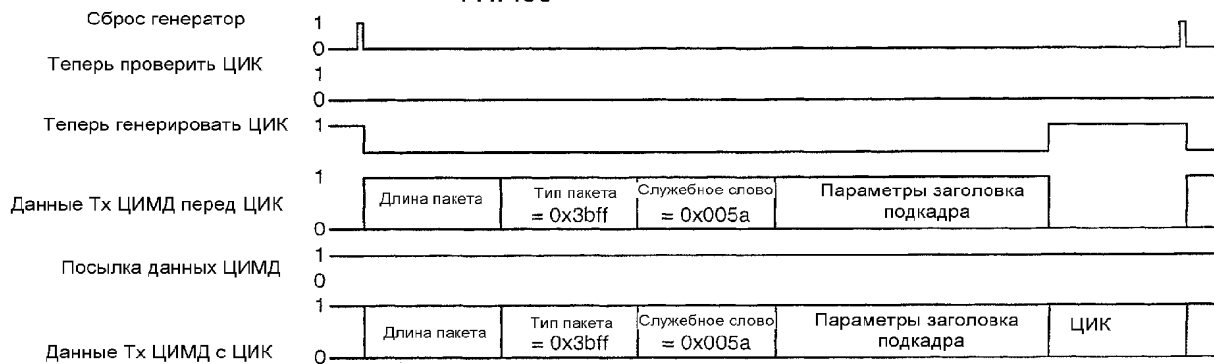 Сброс генератор 1
0
Теперь проверить ЦИК 1
0
Теперь генерировать ЦИК 1
Данные Тх ЦИМД перед ЦИК 1
0
Длина пакета
Тип пакета
= 0x3bff
Служебное слово
= 0x005a
Параметры заголовка
подкадра
Посылка данных ЦИМД 1
0
Данные Тх ЦИМД с ЦИК 1
0
Длина пакета
Тип пакета
= 0x3bff
Служебное слово
= 0x005a
Параметры заголовка
подкадра
ЦИК